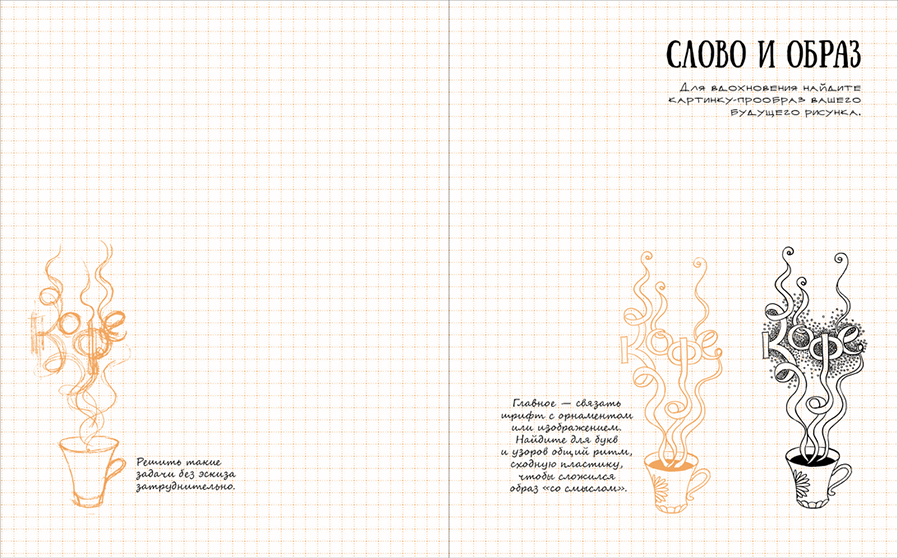 СЛОВО И ОБРАЗ
Для вдохновения найдите
картинку-прообраз вашего
будущего рисунка.
Кофе
Решить такие
задачи без эскиза
затруднительно.
Кофе
Кофе
Главное — связать
шрифт с орнаментом
или изображением.
Найдите для букв
и узоров общий ритм,
сходную пластику,
чтобы сложился
образ «со смыслом».